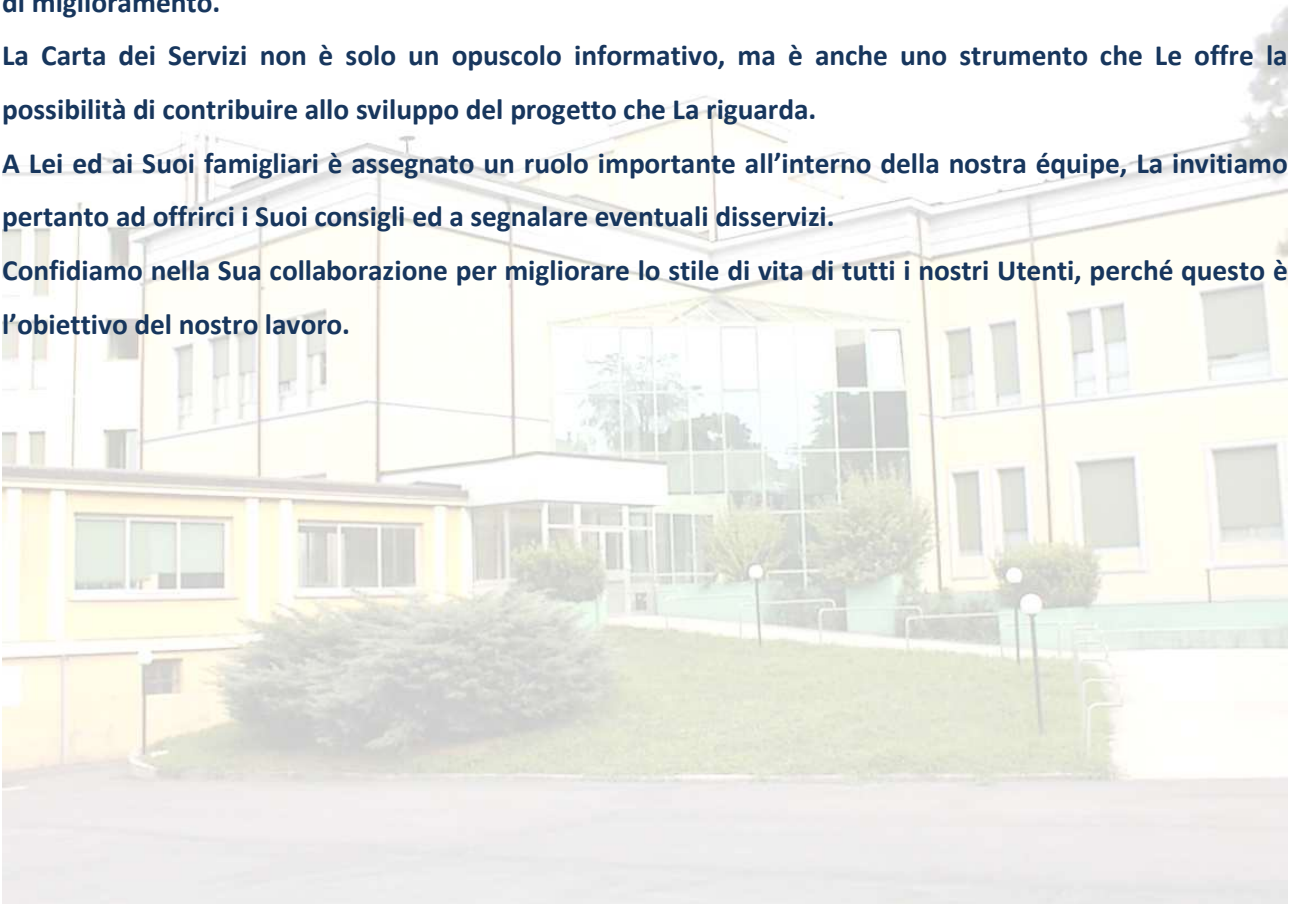 di miglioramento.
La Carta dei Servizi non è solo un opuscolo informativo, ma è anche uno strumento che Le offre la
possibilità di contribuire allo sviluppo del progetto che La riguarda.
A Lei ed ai Suoi famigliari è assegnato un ruolo importante all’interno della nostra équipe, La invitiamo
pertanto ad offrirci i Suoi consigli ed a segnalare eventuali disservizi.
Confidiamo nella Sua collaborazione per migliorare lo stile di vita di tutti i nostri Utenti, perché questo è
l’obiettivo del nostro lavoro.